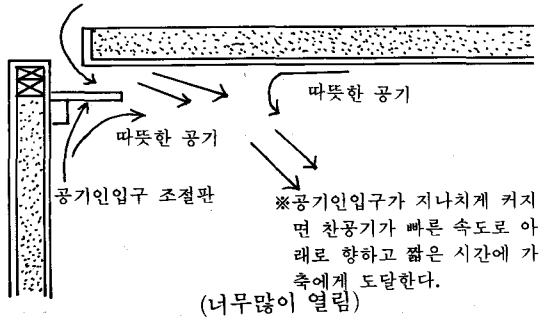 따뜻한 공기
따뜻한 공기
공기인입구 조절판
※공기인입구가 지나치게 커지
면 찬공기가 빠른 속도로 아
래로 향하고 짧은 시간에 가
축에게 도달한다.
(너무많이 열림)